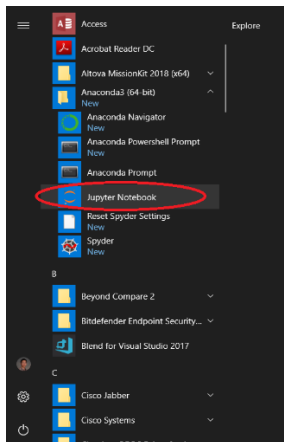 Access
Explore
Acrobat Reader DC
Altova MissionKit 2018 (x64)
Anaconda3 (64-bit)
New
Anaconda Navigator
New
Anaconda Powershell Prompt
New
Anaconda Prompt
Jupyter Notebook
Reset Spyder Settings
New
Spyder
New
B
Beyond Compare 2
Bitdefender Endpoint Security...
Blend for Visual Studio 2017
C
Cisco Jabber
Cisco Systems